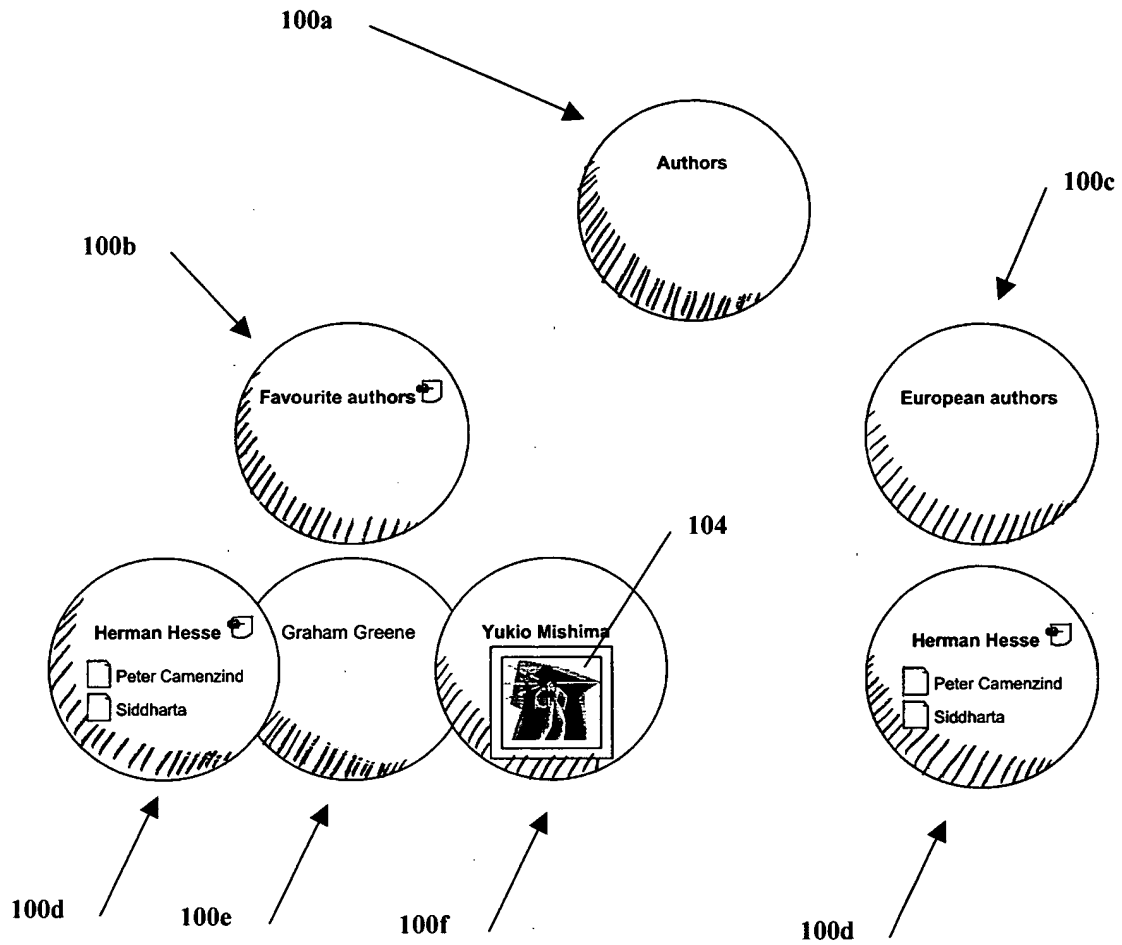 100a
Authors
100c
100b
Favourite authors
European authors
104
Herman Hesse
Peter Camenzind
Siddharta
Graham Greene
Yukio Mishima
Herman Hesse
Peter Camenzind
Siddharta
100d
100e
100f
100d